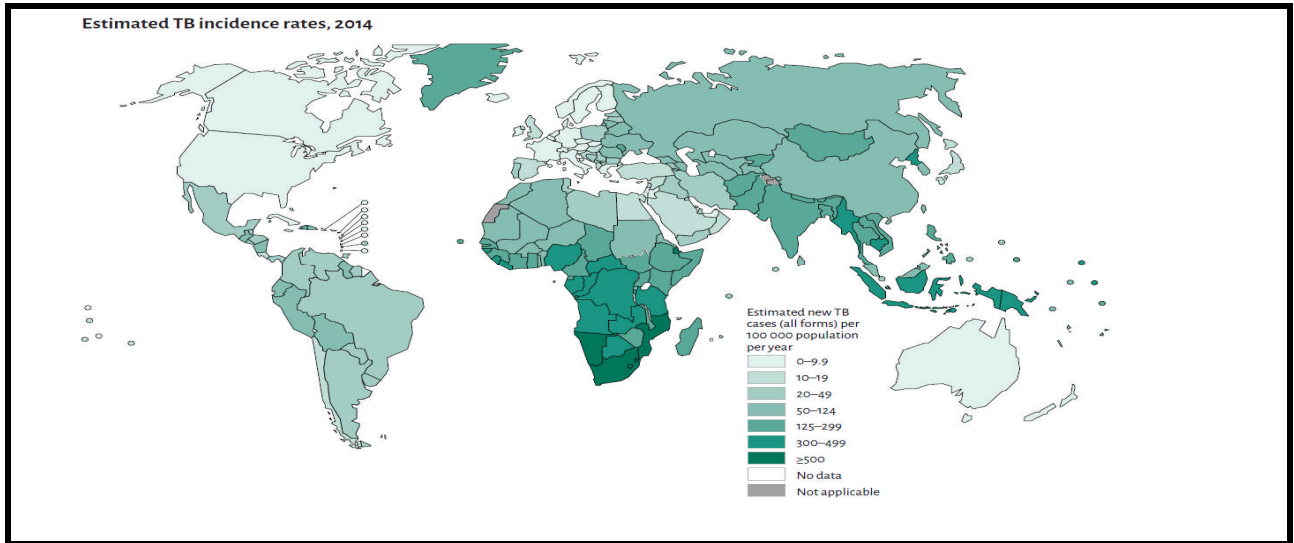 Estimated TB incidence rates, 2014
Estimated new TB
cases (all forms) per
100 000 population
per year
0–9.9
10–19
20–49
50–124
125–299
300–499
≥500
No data
Not applicable